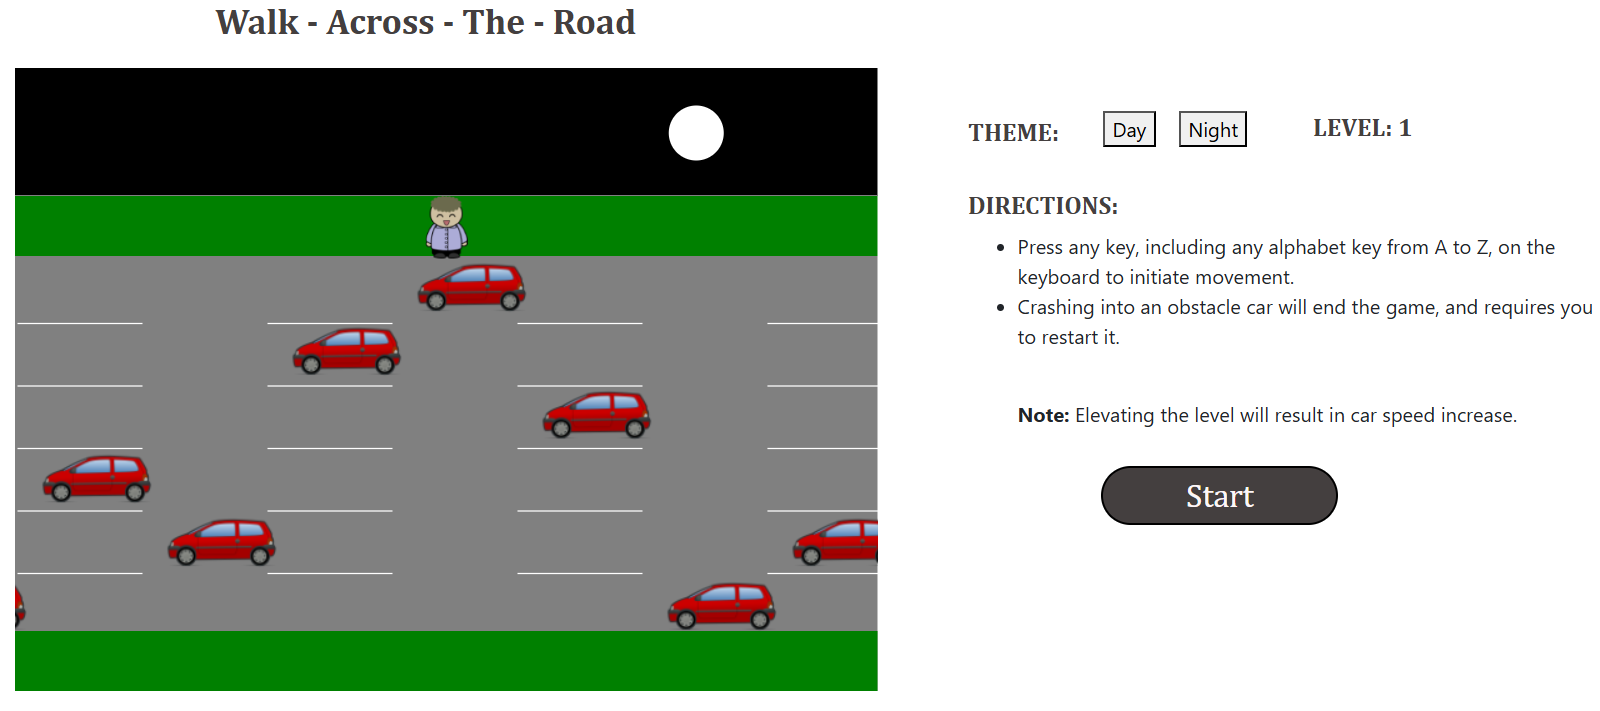 Walk - Across - The - Road
THEME:
Day
Night
LEVEL: 1
DIRECTIONS:
Press any key, including any alphabet key from A to Z, on the
keyboard to initiate movement.
Crashing into an obstacle car will end the game, and requires you
to restart it.
Note: Elevating the level will result in car speed increase.
Start